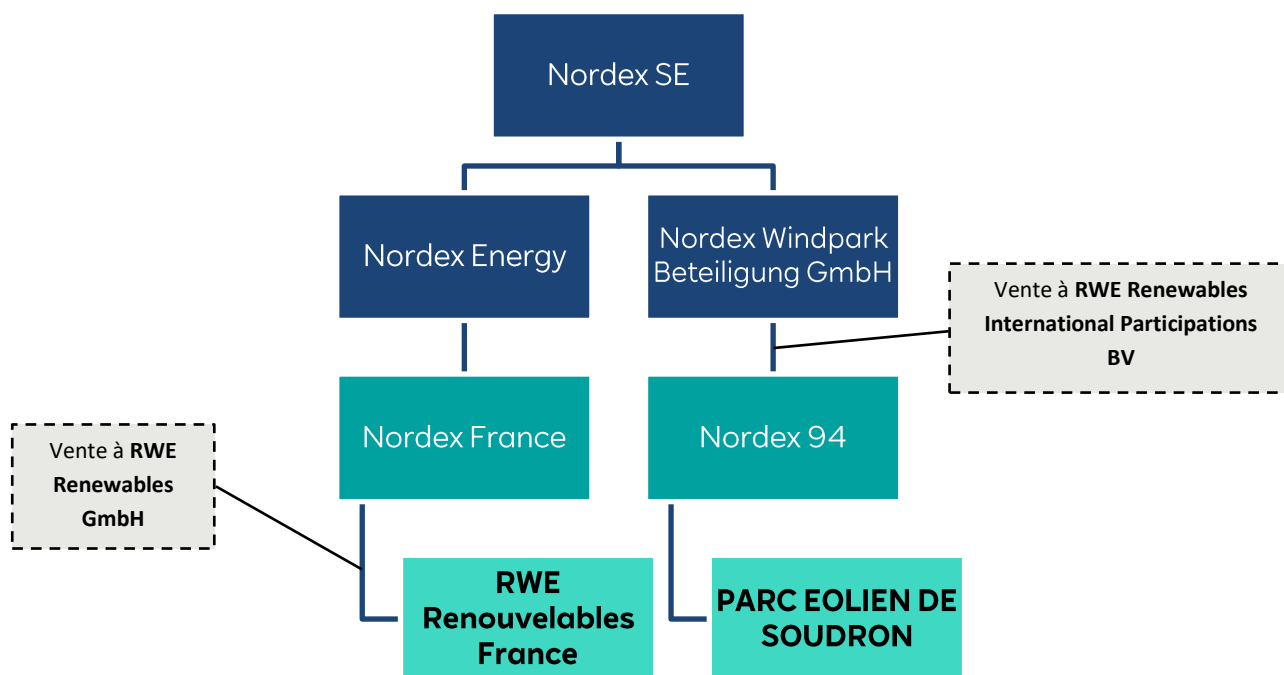 Nordex SE
Nordex Energy
Nordex Windpark
Beteiligung GmbH
Vente à RWE Renewables
International Participations
BV
Nordex France
Nordex 94
Vente à RWE
Renewables
GmbH
RWE
Renouvelables
France
PARC EOLIEN DE
SOUDRON